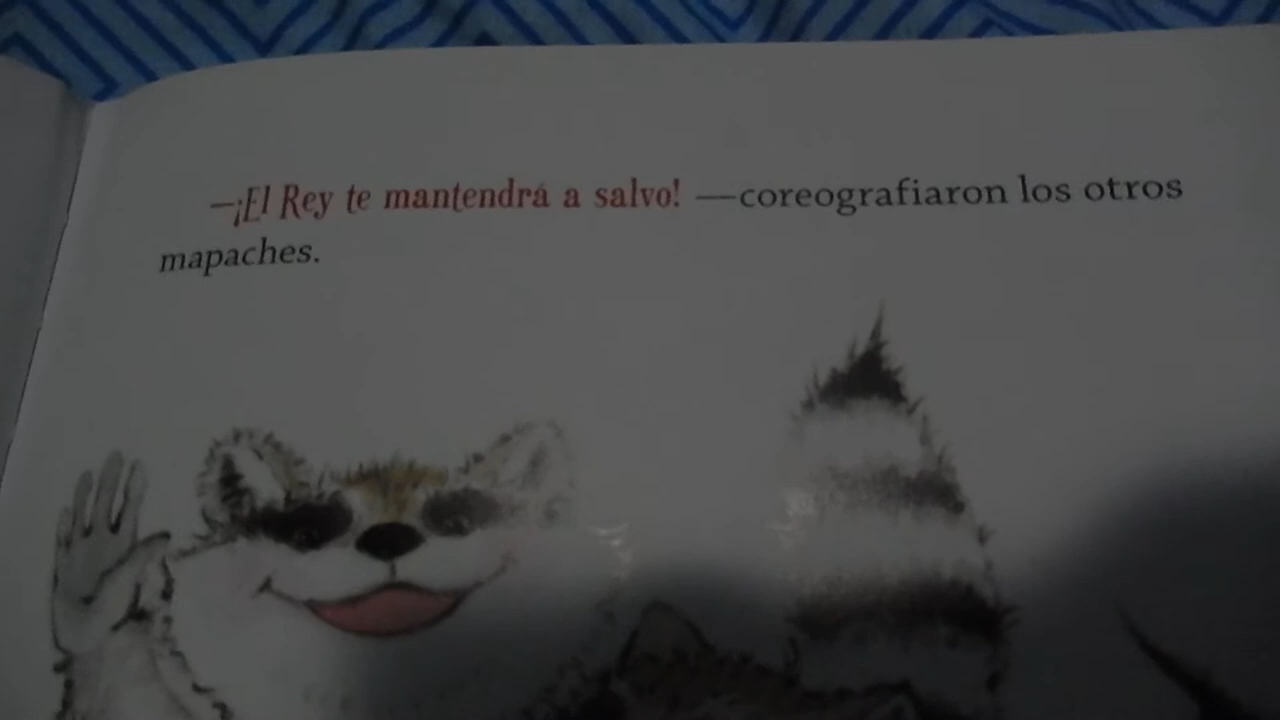 —¡El Rey te mantendrá a salvo! —coreografiaron los otros
mapaches.